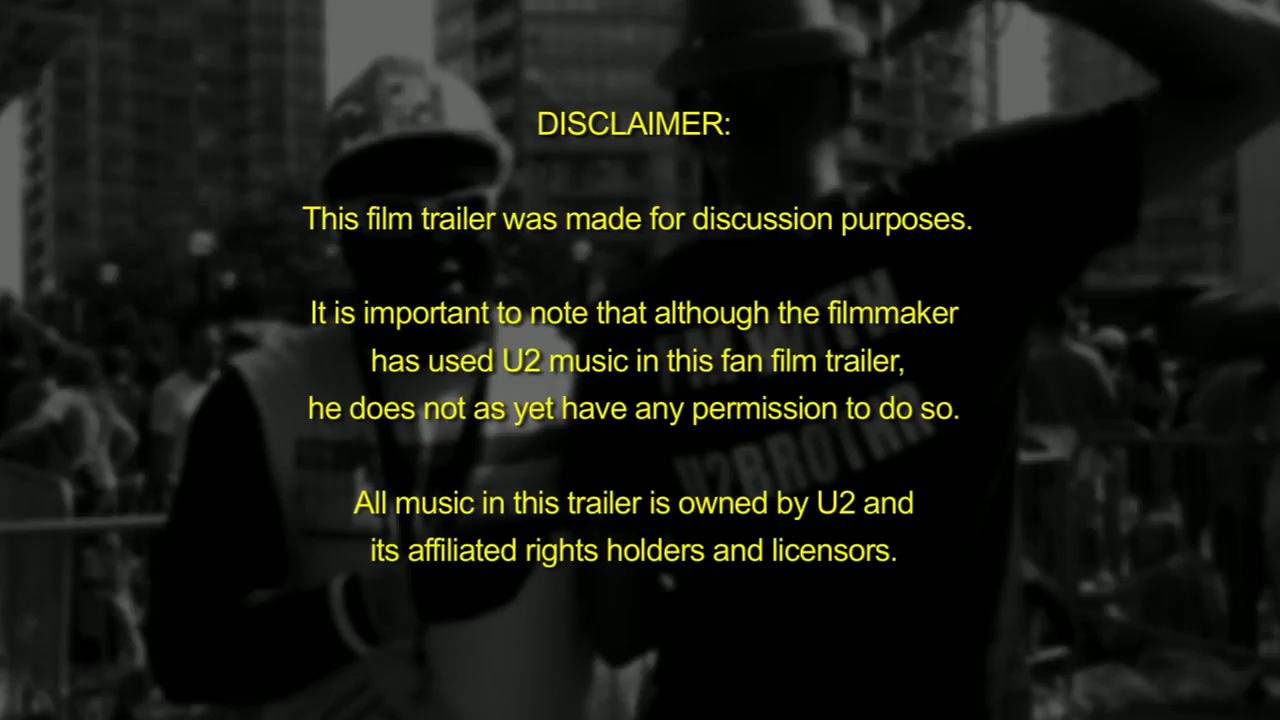 DISCLAIMER:
This film trailer was made for discussion purposes.
It is important to note that although the filmmaker
has used U2 music in this fan film trailer,
he does not as yet have any permission to do so.
All music in this trailer is owned by U2 and
its affiliated rights holders and licensors.
I'M WITH
U2BROTHR